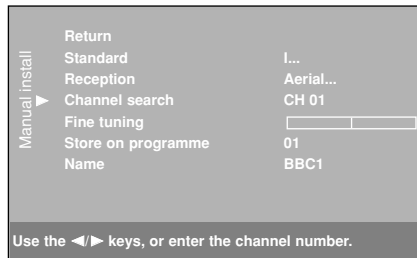 Manual install
Return
Standard I...
Reception Aerial...
Channel search CH 01
Fine tuning
Store on programme 01
Name BBC1
Use the ◀/▶ keys, or enter the channel number.